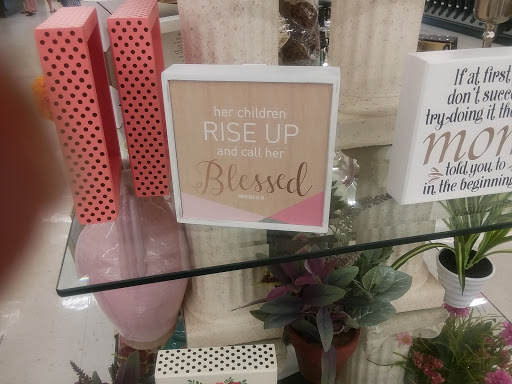 her children
RISE UP
and call her
Blessed
If at first
don't succe
try-doing it th
mom
told you, to
in, the beginning